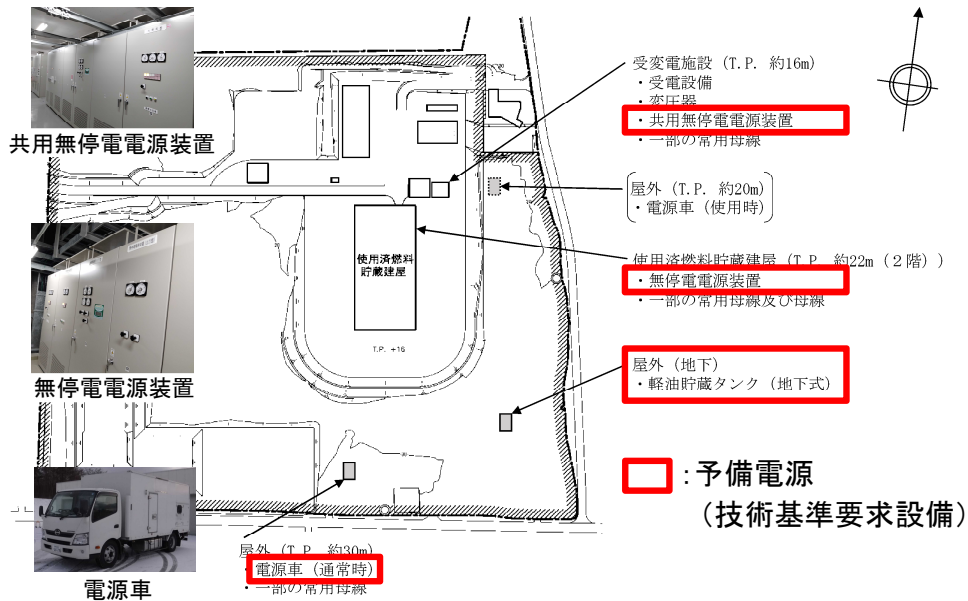 共用無停電電源装置
無停電電源装置
電源車
受変電施設 (T.P. 約16m)
・受電設備
・変圧器
・共用無停電電源装置
・一部の常用母線
屋外 (T.P. 約20m)
・電源車 (使用時)
使用済燃料貯蔵建屋 (T.P. 約22m (2階))
・無停電電源装置
・一部の常用母線及び母線
屋外 (地下)
・軽油貯蔵タンク (地下式)
使用済燃料
貯蔵建屋
T.P. +16
屋外 (T.P. 約30m)
・電源車 (通常時)
・一部の常用母線
:予備電源
(技術基準要求設備)